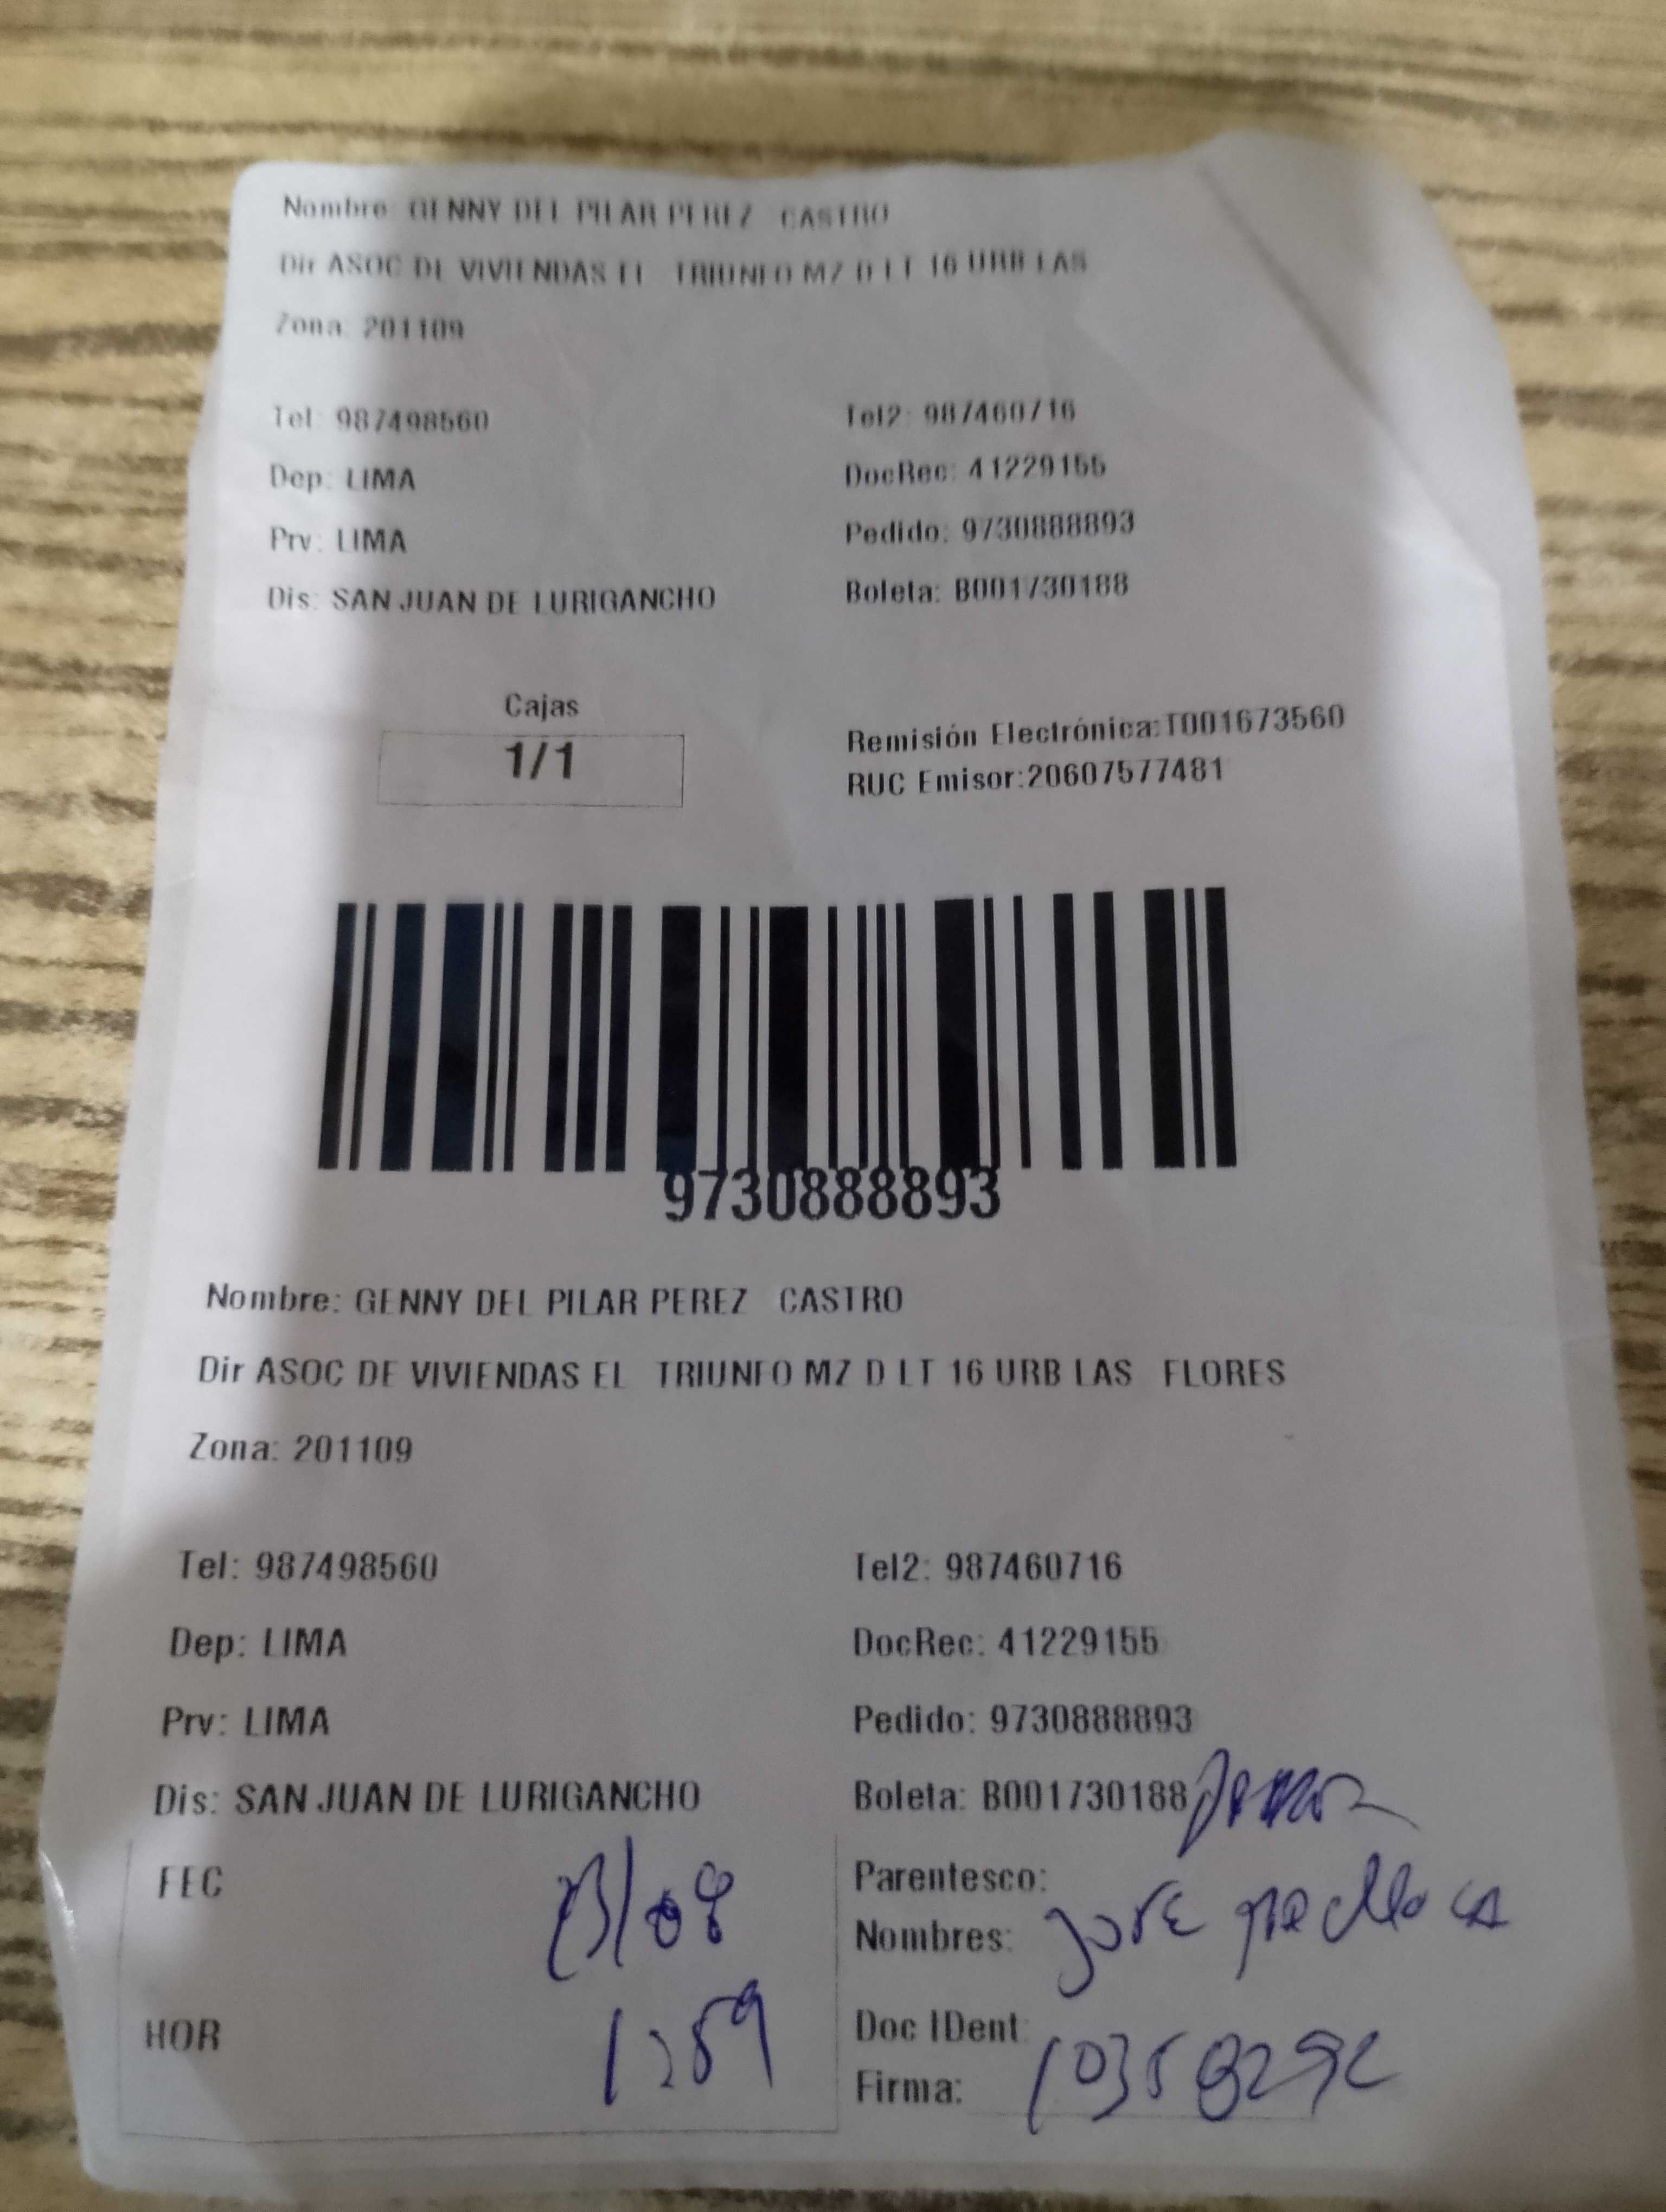 Nombre: GENNY DEL PILAR PEREZ CASTRO
Dir ASOC DE VIVIENDAS EL TRIUNFO MZ D LT 16 URB LAS
Zona: 201109
Tel: 987498560 Tel2: 987460716
Dep: LIMA DocRec: 41229155
Prv: LIMA Pedido: 9730888893
Dis: SAN JUAN DE LURIGANCHO Boleta: B001730188
Cajas
1/1
Remisión Electrónica:T001673560
RUC Emisor:20607577481
9730888893
Nombre: GENNY DEL PILAR PEREZ CASTRO
Dir ASOC DE VIVIENDAS EL TRIUNFO MZ D LT 16 URB LAS FLORES
Zona: 201109
Tel: 987498560 Tel2: 987460716
Dep: LIMA DocRec: 41229155
Prv: LIMA Pedido: 9730888893
Dis: SAN JUAN DE LURIGANCHO Boleta: B001730188
FEC 23/08 Parentesco:
Nombres: JOSE
HOR 1259 Doc IDent
Firma: